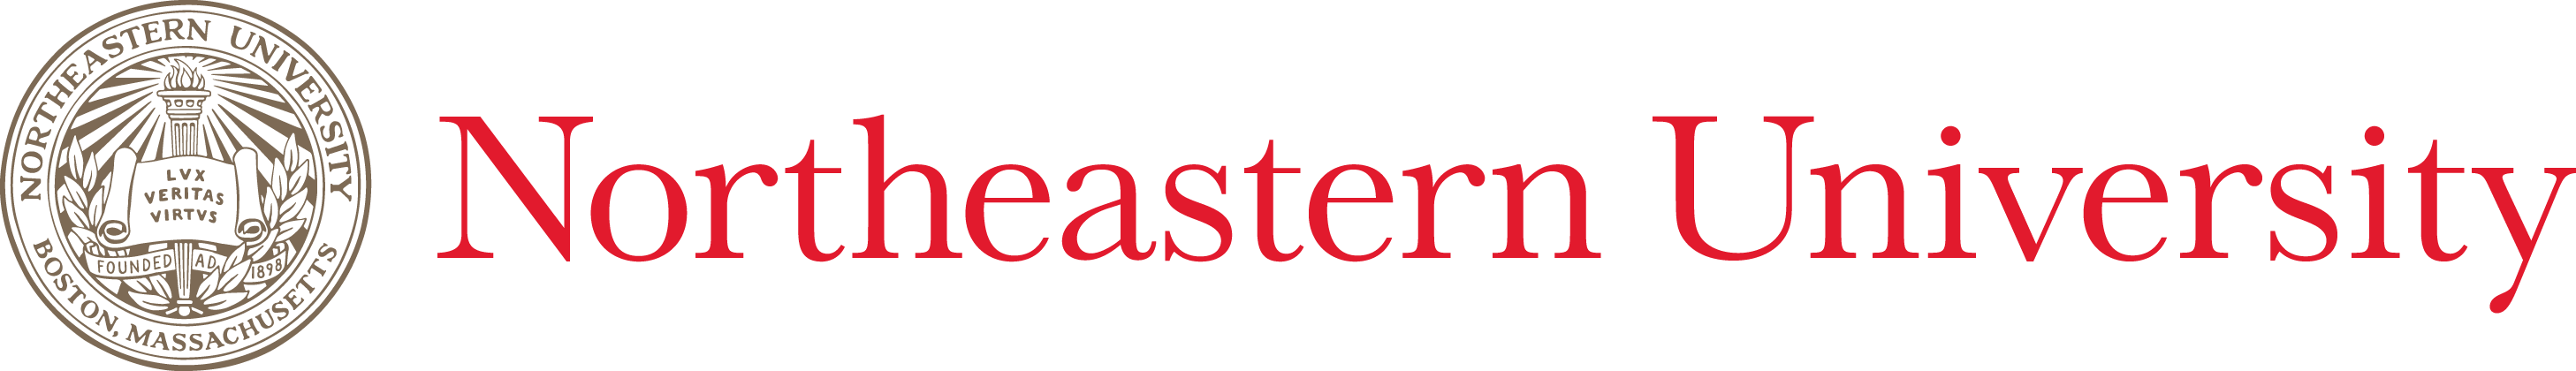 NORTHEASTERN UNIVERSITY
LVX
VERITAS
VIRTVS
FOUNDED AD 1898
BOSTON, MASSACHUSETTS
Northeastern University